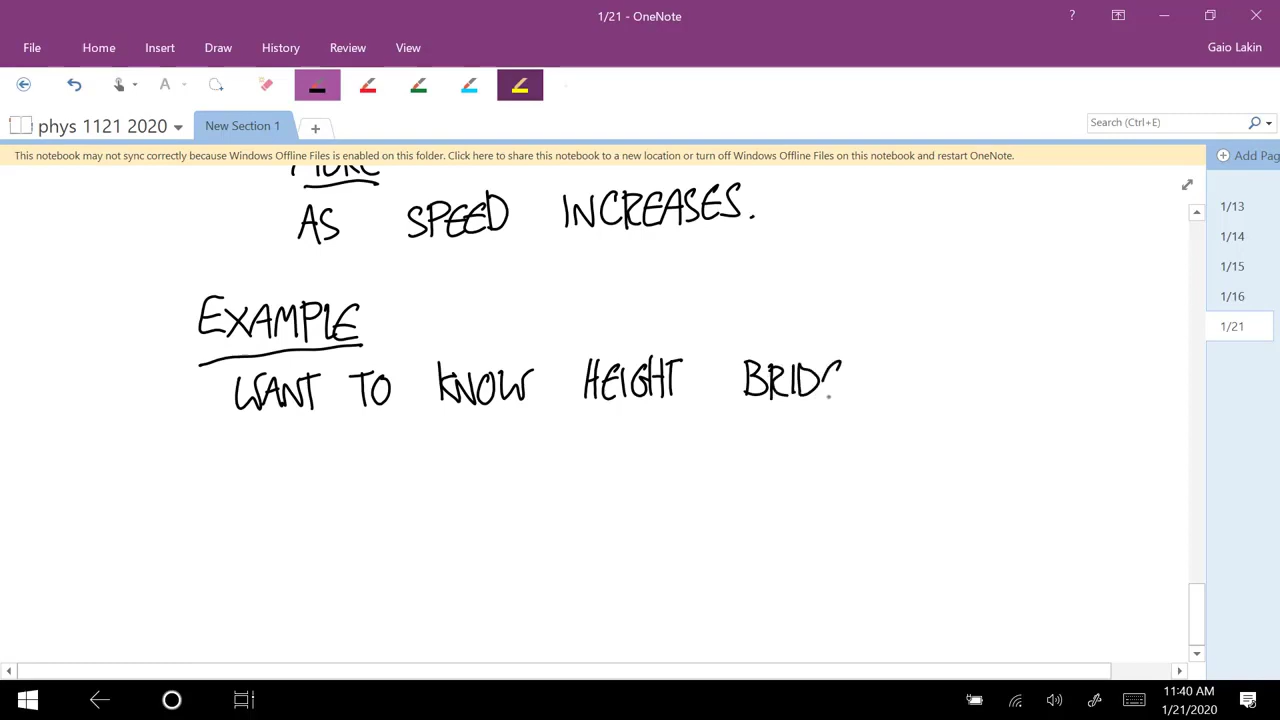 1/21 - OneNote
File Home Insert Draw History Review View
Gaio Lakin
phys 1121 2020
New Section 1
Search (Ctrl+E)
This notebook may not sync correctly because Windows Offline Files is enabled on this folder. Click here to share this notebook to a new location or turn off Windows Offline Files on this notebook and restart OneNote.
Add Pag
1/13
1/14
1/15
1/16
1/21
MORE
AS SPEED INCREASES.
EXAMPLE
WANT TO KNOW HEIGHT BRID
11:40 AM
1/21/2020